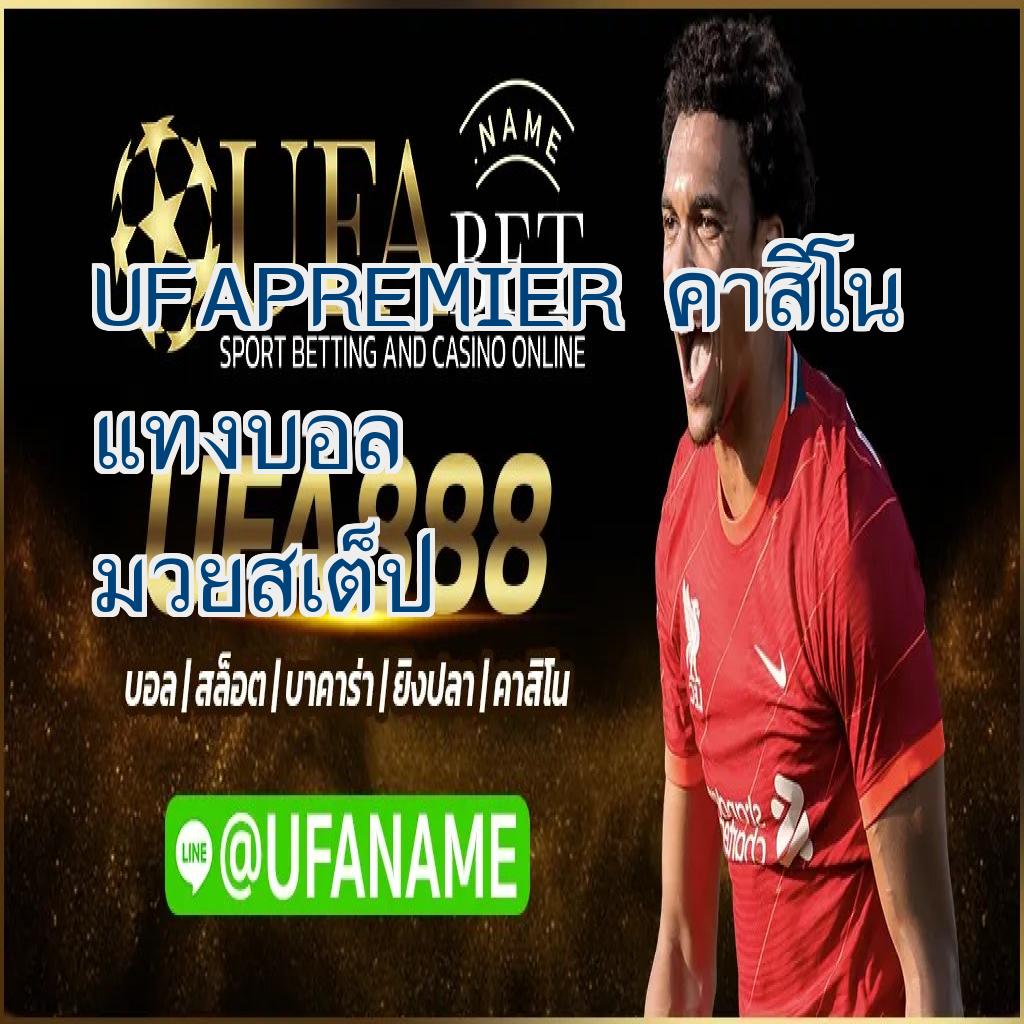 .NAME
UFABET
UFAPREMIER คาสิโน
SPORT BETTING AND CASINO ONLINE
แทงบอล
UFA888
มวยสเต็ป
บอล | สล็อต | บาคาร่า | ยิงปลา | คาสิโน
LINE @UFANAME